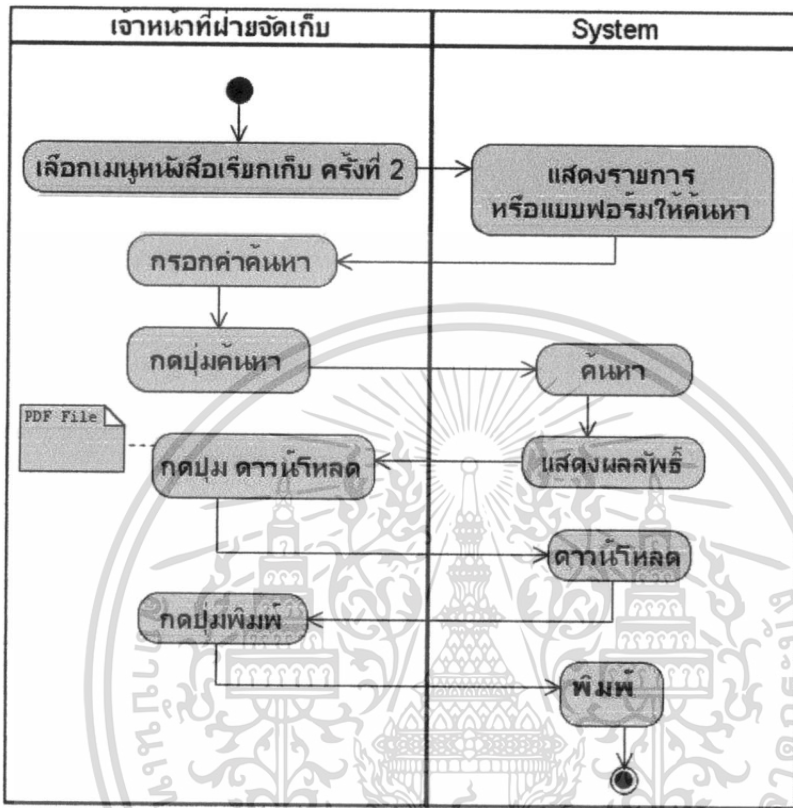 เจ้าหน้าที่ฝ่ายจัดเก็บ
System
เลือกเมนูหนังสือเรียกเก็บ ครั้งที่ 2
แสดงรายการ
หรือแบบฟอร์มให้ค้นหา
กรอกค่าค้นหา
กดปุ่มค้นหา
ค้นหา
PDF File
กดปุ่ม ดาวน์โหลด
แสดงผลลัพธ์
ดาวน์โหลด
กดปุ่มพิมพ์
พิมพ์